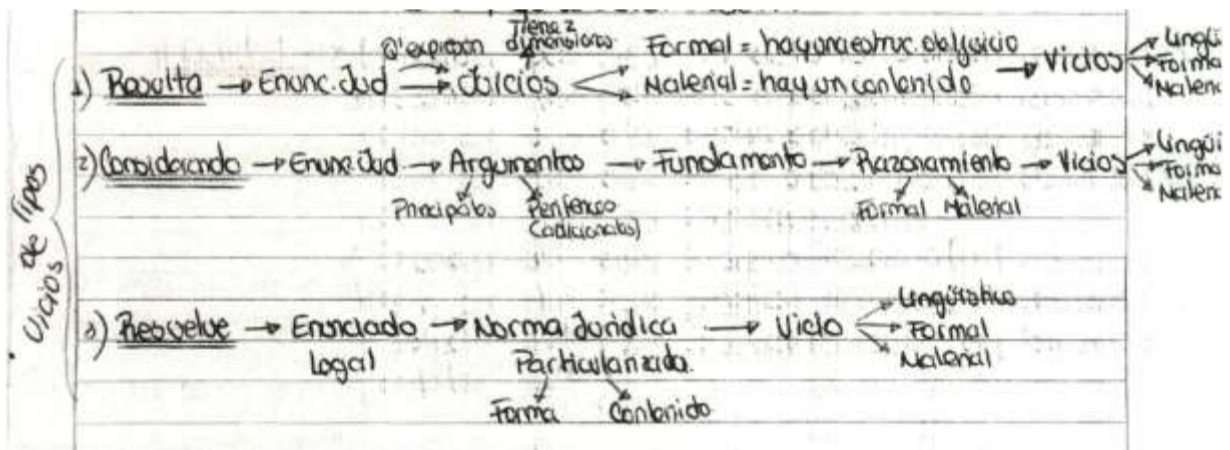 Tiene 2
Q' expresan dimensiones Formal = hay una estruc. del juicio
1) Resulta → Enunc. Jud → Juicios Material = hay un contenido → Vicios
Lingüi
Forma
Materi
2) Considerando → Enunc. Jud → Argumentos → Fundamento → Razonamiento → Vicios
Lingüi
Forma
Materi
Principales Periférico Formal Material
(adicionales)
Tipos
de
Vicios
Lingüístico
3) Resuelve → Enunciado → Norma Jurídica → Vicio Formal
Legal Particularizada. Material
Forma Contenido